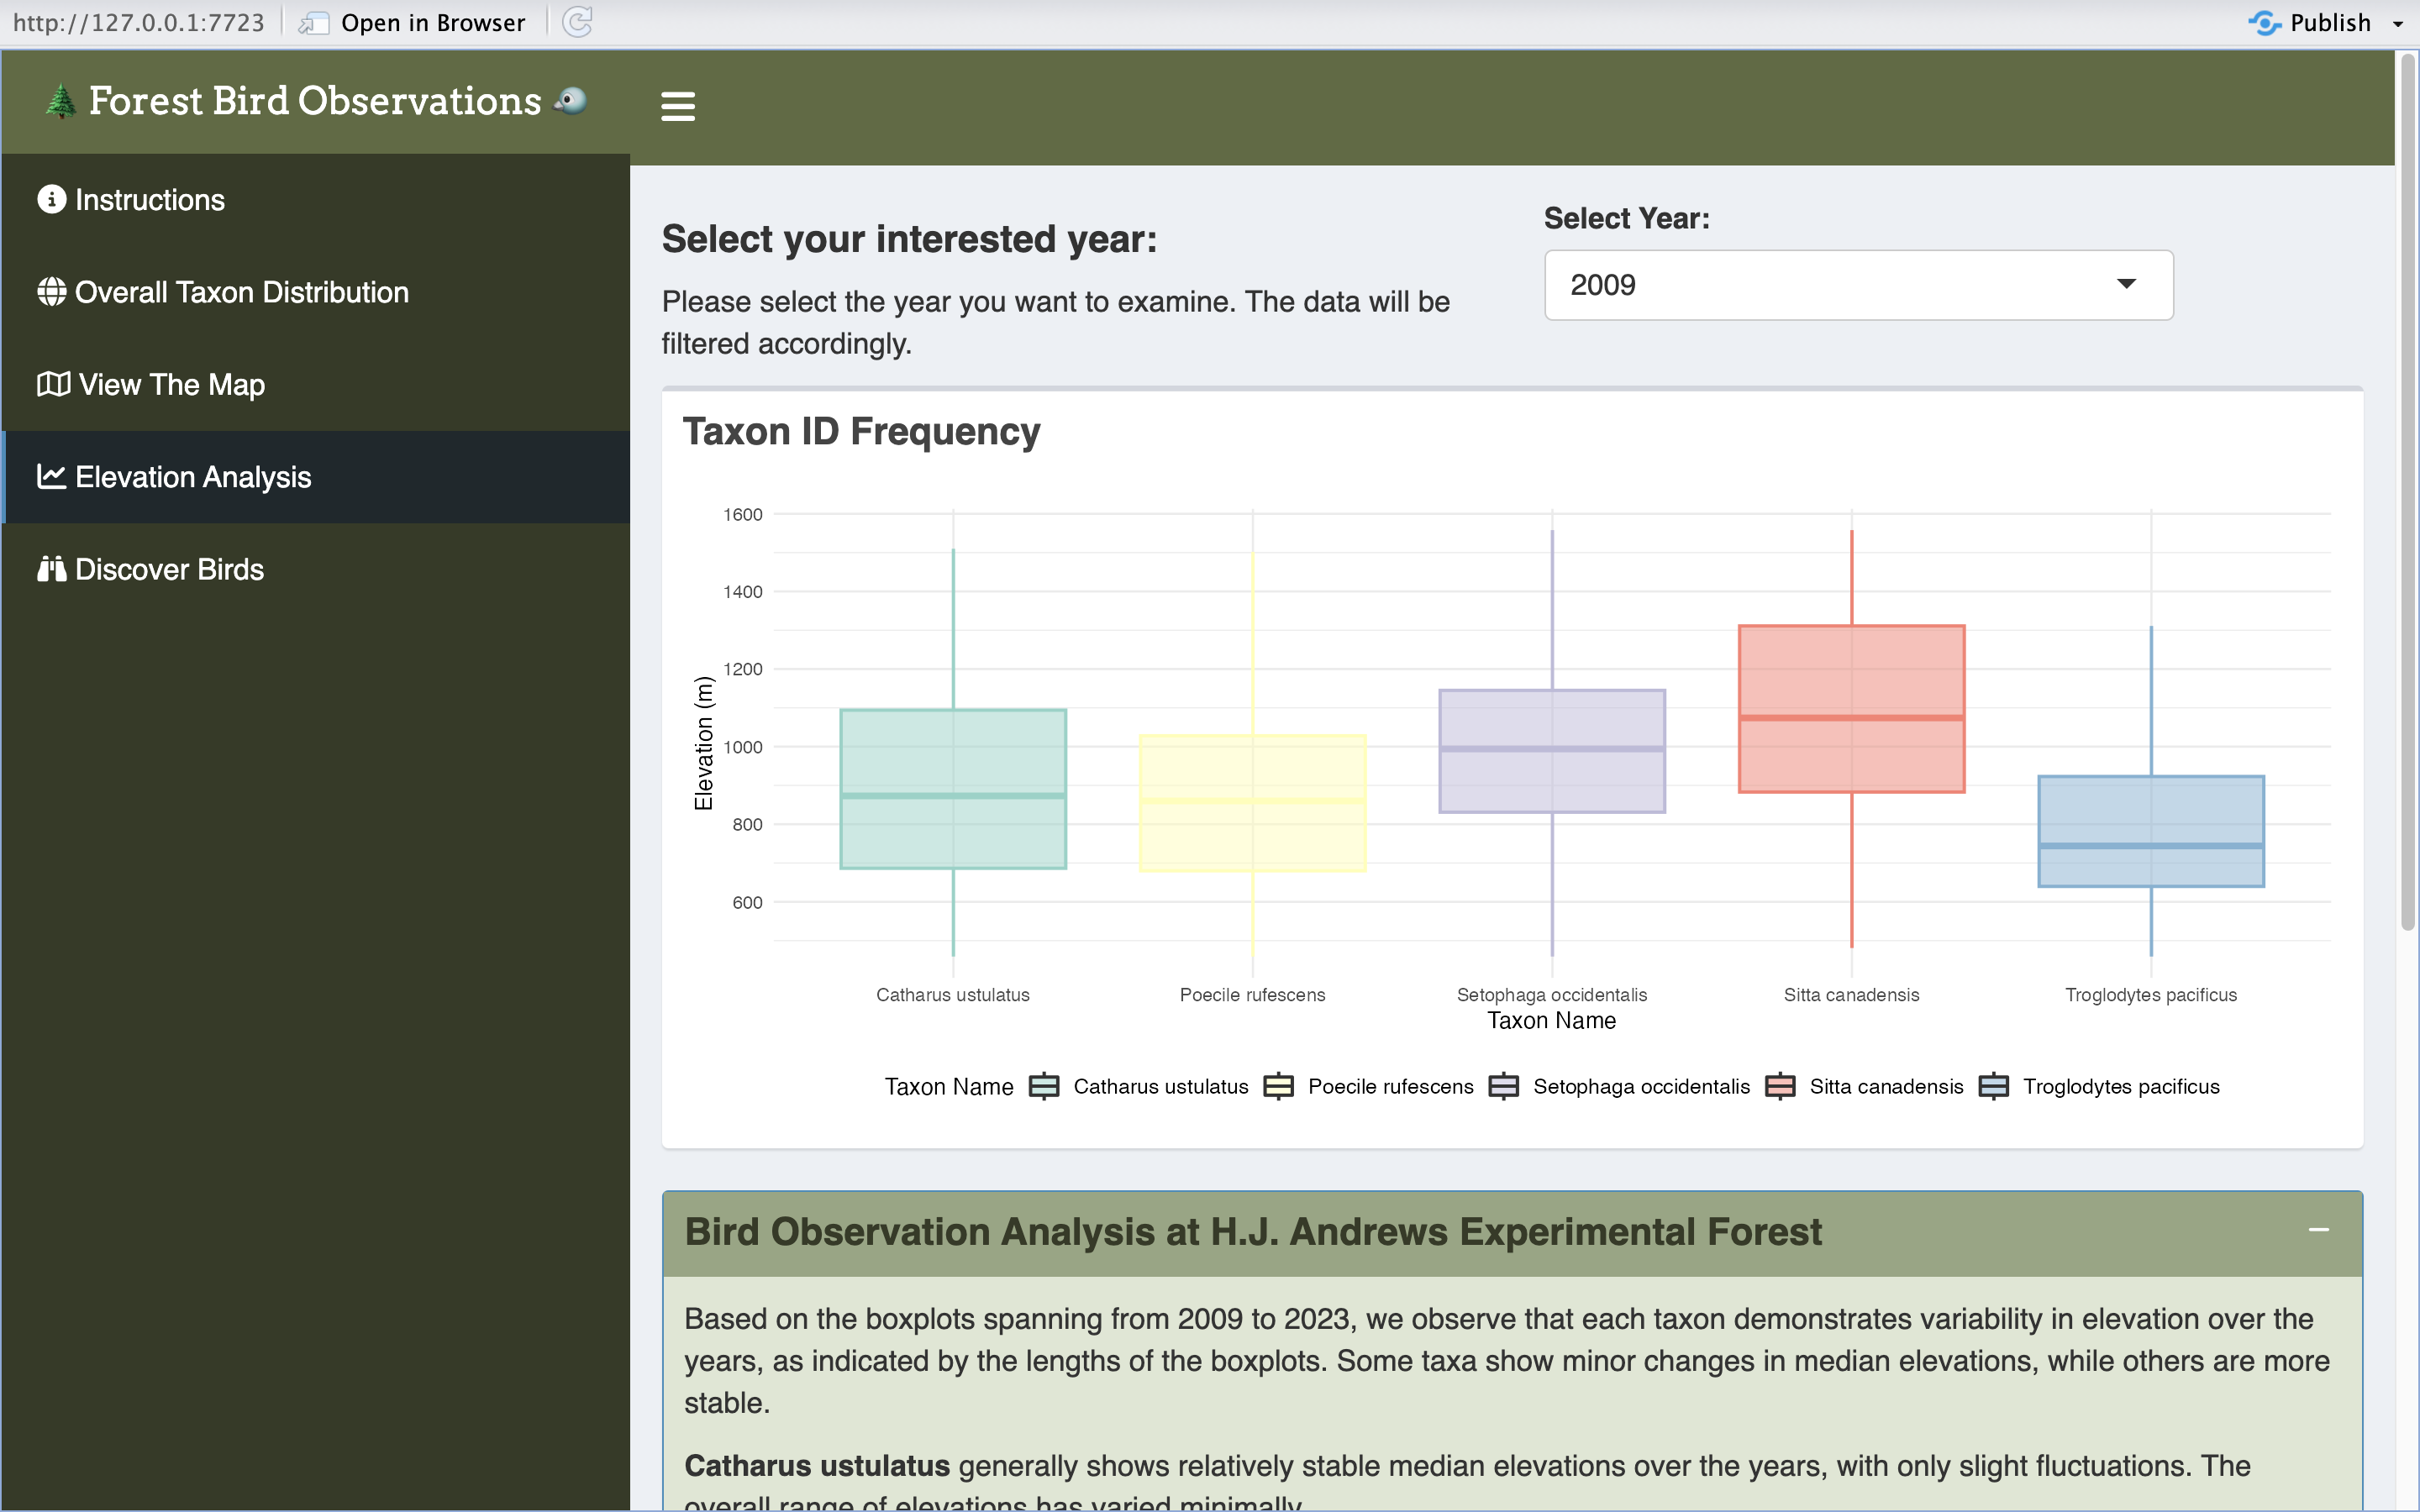 http://127.0.0.1:7723
Open in Browser
Publish
Forest Bird Observations
Instructions
Overall Taxon Distribution
View The Map
Elevation Analysis
Discover Birds
Select your interested year:
Please select the year you want to examine. The data will be
filtered accordingly.
Select Year:
2009
Taxon ID Frequency
1600
1400
1200
1000
800
600
Elevation (m)
Catharus ustulatus
Poecile rufescens
Setophaga occidentalis
Sitta canadensis
Troglodytes pacificus
Taxon Name
Taxon Name Catharus ustulatus Poecile rufescens Setophaga occidentalis Sitta canadensis Troglodytes pacificus
Bird Observation Analysis at H.J. Andrews Experimental Forest
Based on the boxplots spanning from 2009 to 2023, we observe that each taxon demonstrates variability in elevation over the
years, as indicated by the lengths of the boxplots. Some taxa show minor changes in median elevations, while others are more
stable.
Catharus ustulatus generally shows relatively stable median elevations over the years, with only slight fluctuations. The
overall range of elevations has varied minimally.